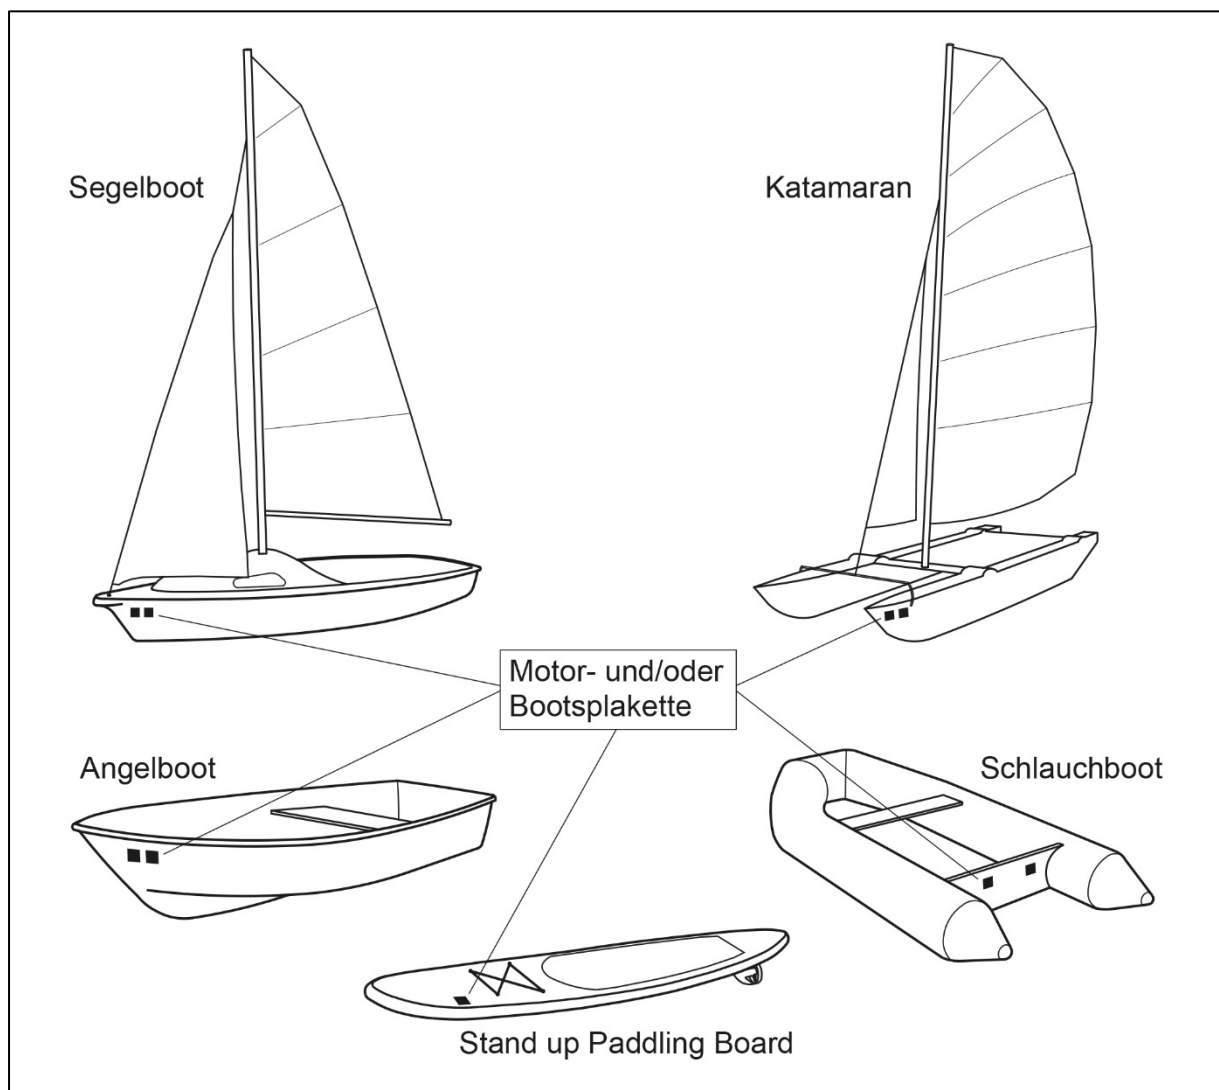 Segelboot
Katamaran
Motor- und/oder
Bootsplakette
Angelboot
Schlauchboot
Stand up Paddling Board